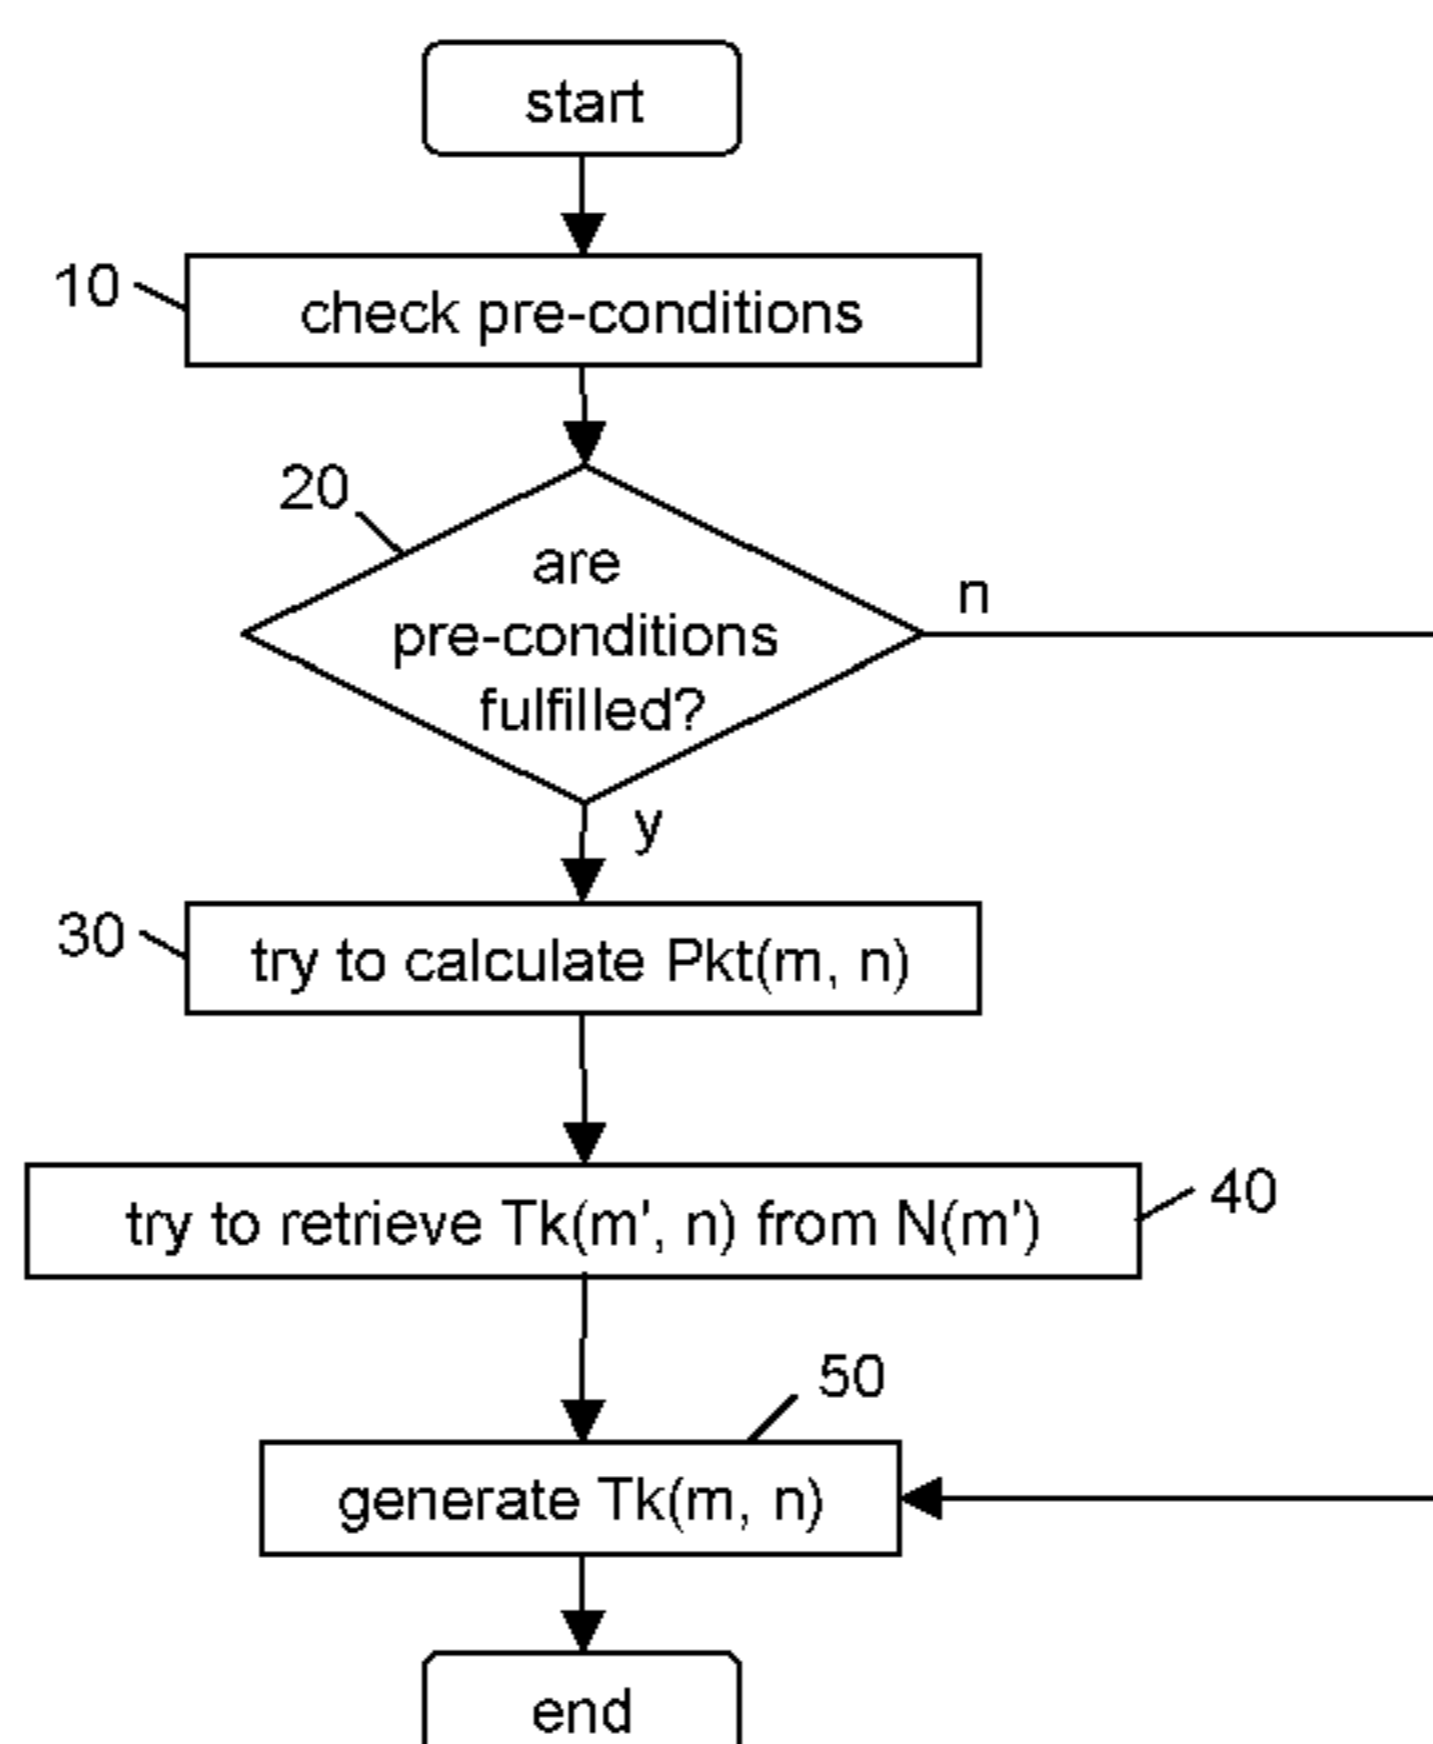 start
10
check pre-conditions
20
are
pre-conditions
fulfilled?
n
y
30
try to calculate Pkt(m, n)
try to retrieve Tk(m', n) from N(m')
40
50
generate Tk(m, n)
end